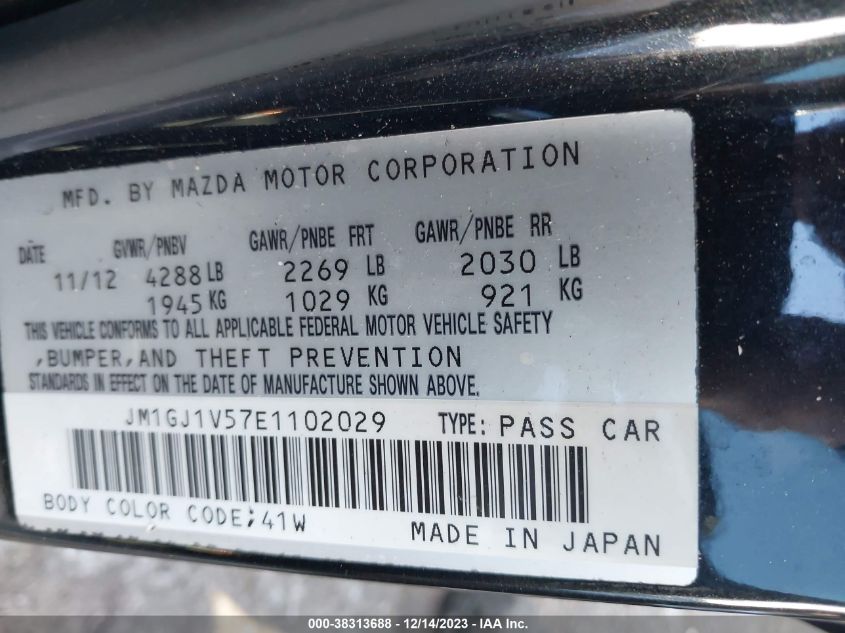 MFD. BY MAZDA MOTOR CORPORATION
DATE GVWR/PNBV GAWR/PNBE FRT GAWR/PNBE RR
11/12 4288 LB 2269 LB 2030 LB
1945 KG 1029 KG 921 KG
THIS VEHICLE CONFORMS TO ALL APPLICABLE FEDERAL MOTOR VEHICLE SAFETY
,BUMPER,AND THEFT PREVENTION
STANDARDS IN EFFECT ON THE DATE OF MANUFACTURE SHOWN ABOVE.
JM1GJ1V57E1102029 TYPE: PASS CAR
BODY COLOR CODE;41W
MADE IN JAPAN
000-38313688 - 12/14/2023 - IAA Inc.